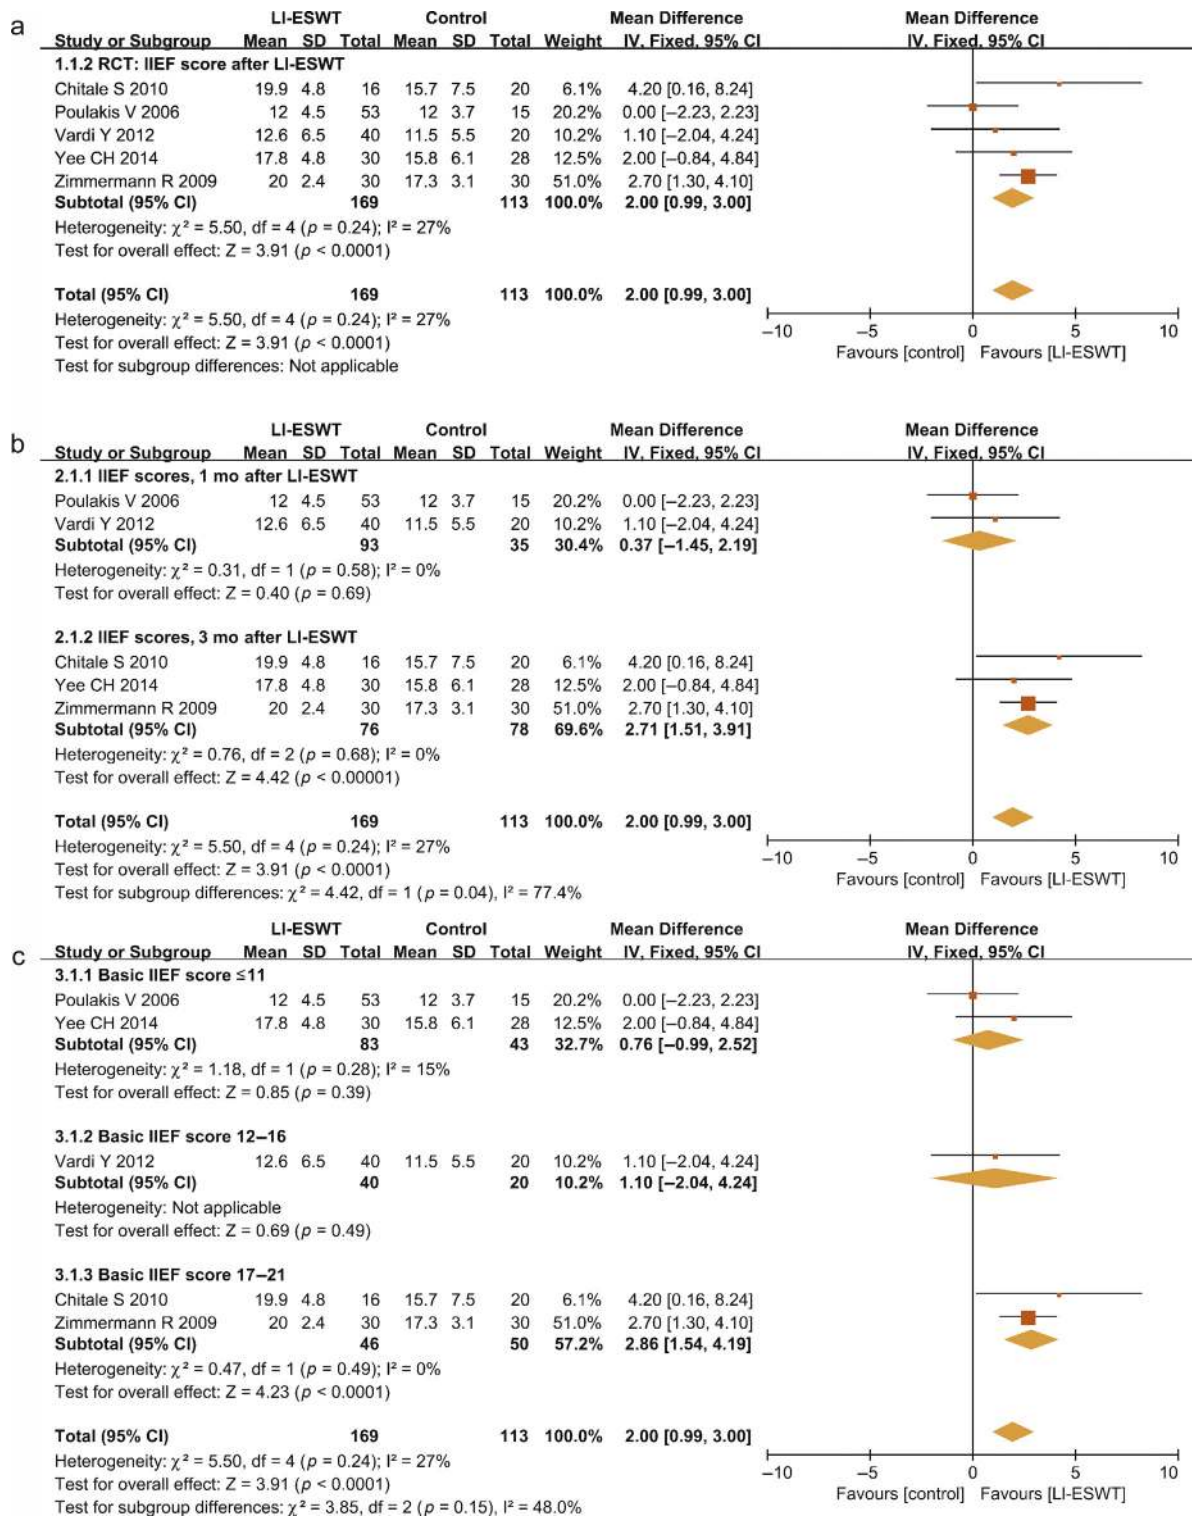 a
LI-ESWT Control Mean Difference Mean Difference
Study or Subgroup Mean SD Total Mean SD Total Weight IV, Fixed, 95% CI IV, Fixed, 95% CI
1.1.2 RCT: IIEF score after LI-ESWT
Chitale S 2010 19.9 4.8 16 15.7 7.5 20 6.1% 4.20 [0.16, 8.24]
Poulakis V 2006 12 4.5 53 12 3.7 15 20.2% 0.00 [−2.23, 2.23]
Vardi Y 2012 12.6 6.5 40 11.5 5.5 20 10.2% 1.10 [−2.04, 4.24]
Yee CH 2014 17.8 4.8 30 15.8 6.1 28 12.5% 2.00 [−0.84, 4.84]
Zimmermann R 2009 20 2.4 30 17.3 3.1 30 51.0% 2.70 [1.30, 4.10]
Subtotal (95% CI) 169 113 100.0% 2.00 [0.99, 3.00]
Heterogeneity: χ² = 5.50, df = 4 (p = 0.24); I² = 27%
Test for overall effect: Z = 3.91 (p < 0.0001)
Total (95% CI) 169 113 100.0% 2.00 [0.99, 3.00]
Heterogeneity: χ² = 5.50, df = 4 (p = 0.24); I² = 27%
Test for overall effect: Z = 3.91 (p < 0.0001)
Test for subgroup differences: Not applicable
−10 −5 0 5 10
Favours [control] Favours [LI-ESWT]
b
LI-ESWT Control Mean Difference Mean Difference
Study or Subgroup Mean SD Total Mean SD Total Weight IV, Fixed, 95% CI IV, Fixed, 95% CI
2.1.1 IIEF scores, 1 mo after LI-ESWT
Poulakis V 2006 12 4.5 53 12 3.7 15 20.2% 0.00 [−2.23, 2.23]
Vardi Y 2012 12.6 6.5 40 11.5 5.5 20 10.2% 1.10 [−2.04, 4.24]
Subtotal (95% CI) 93 35 30.4% 0.37 [−1.45, 2.19]
Heterogeneity: χ² = 0.31, df = 1 (p = 0.58); I² = 0%
Test for overall effect: Z = 0.40 (p = 0.69)
2.1.2 IIEF scores, 3 mo after LI-ESWT
Chitale S 2010 19.9 4.8 16 15.7 7.5 20 6.1% 4.20 [0.16, 8.24]
Yee CH 2014 17.8 4.8 30 15.8 6.1 28 12.5% 2.00 [−0.84, 4.84]
Zimmermann R 2009 20 2.4 30 17.3 3.1 30 51.0% 2.70 [1.30, 4.10]
Subtotal (95% CI) 76 78 69.6% 2.71 [1.51, 3.91]
Heterogeneity: χ² = 0.76, df = 2 (p = 0.68); I² = 0%
Test for overall effect: Z = 4.42 (p < 0.00001)
Total (95% CI) 169 113 100.0% 2.00 [0.99, 3.00]
Heterogeneity: χ² = 5.50, df = 4 (p = 0.24); I² = 27%
Test for overall effect: Z = 3.91 (p < 0.0001)
Test for subgroup differences: χ² = 4.42, df = 1 (p = 0.04), I² = 77.4%
−10 −5 0 5 10
Favours [control] Favours [LI-ESWT]
c
LI-ESWT Control Mean Difference Mean Difference
Study or Subgroup Mean SD Total Mean SD Total Weight IV, Fixed, 95% CI IV, Fixed, 95% CI
3.1.1 Basic IIEF score ≤11
Poulakis V 2006 12 4.5 53 12 3.7 15 20.2% 0.00 [−2.23, 2.23]
Yee CH 2014 17.8 4.8 30 15.8 6.1 28 12.5% 2.00 [−0.84, 4.84]
Subtotal (95% CI) 83 43 32.7% 0.76 [−0.99, 2.52]
Heterogeneity: χ² = 1.18, df = 1 (p = 0.28); I² = 15%
Test for overall effect: Z = 0.85 (p = 0.39)
3.1.2 Basic IIEF score 12–16
Vardi Y 2012 12.6 6.5 40 11.5 5.5 20 10.2% 1.10 [−2.04, 4.24]
Subtotal (95% CI) 40 20 10.2% 1.10 [−2.04, 4.24]
Heterogeneity: Not applicable
Test for overall effect: Z = 0.69 (p = 0.49)
3.1.3 Basic IIEF score 17–21
Chitale S 2010 19.9 4.8 16 15.7 7.5 20 6.1% 4.20 [0.16, 8.24]
Zimmermann R 2009 20 2.4 30 17.3 3.1 30 51.0% 2.70 [1.30, 4.10]
Subtotal (95% CI) 46 50 57.2% 2.86 [1.54, 4.19]
Heterogeneity: χ² = 0.47, df = 1 (p = 0.49); I² = 0%
Test for overall effect: Z = 4.23 (p < 0.0001)
Total (95% CI) 169 113 100.0% 2.00 [0.99, 3.00]
Heterogeneity: χ² = 5.50, df = 4 (p = 0.24); I² = 27%
Test for overall effect: Z = 3.91 (p < 0.0001)
Test for subgroup differences: χ² = 3.85, df = 2 (p = 0.15), I² = 48.0%
−10 −5 0 5 10
Favours [control] Favours [LI-ESWT]